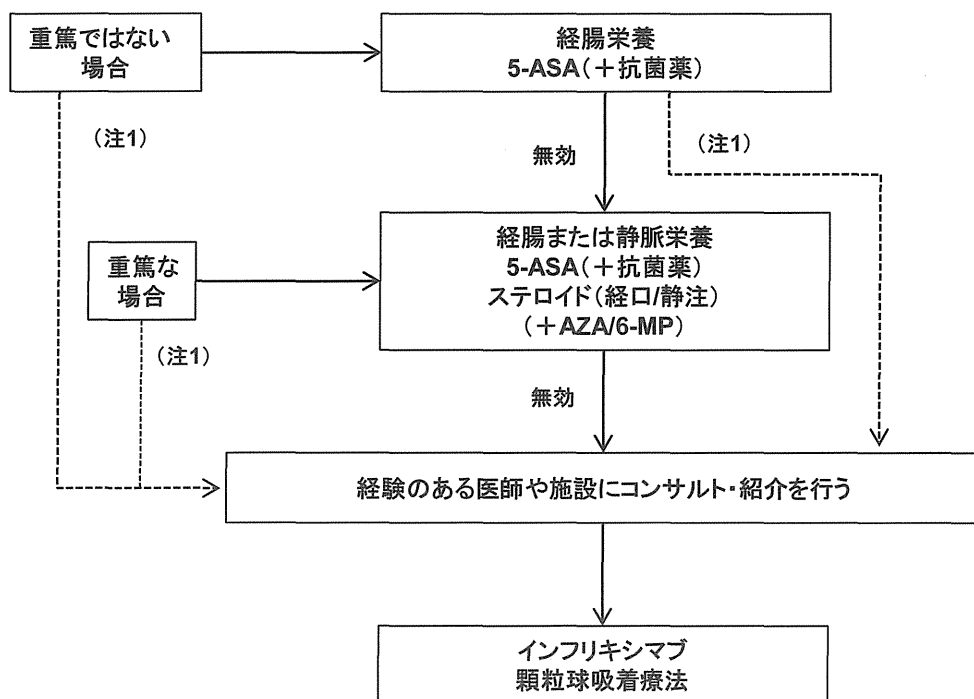 重篤ではない
場合
経腸栄養
5-ASA(+抗菌薬)
(注1)
無効
(注1)
重篤な
場合
経腸または静脈栄養
5-ASA(+抗菌薬)
ステロイド(経口/静注)
(+AZA/6-MP)
(注1)
無効
経験のある医師や施設にコンサルト・紹介を行う
インフリキシマブ
顆粒球吸着療法